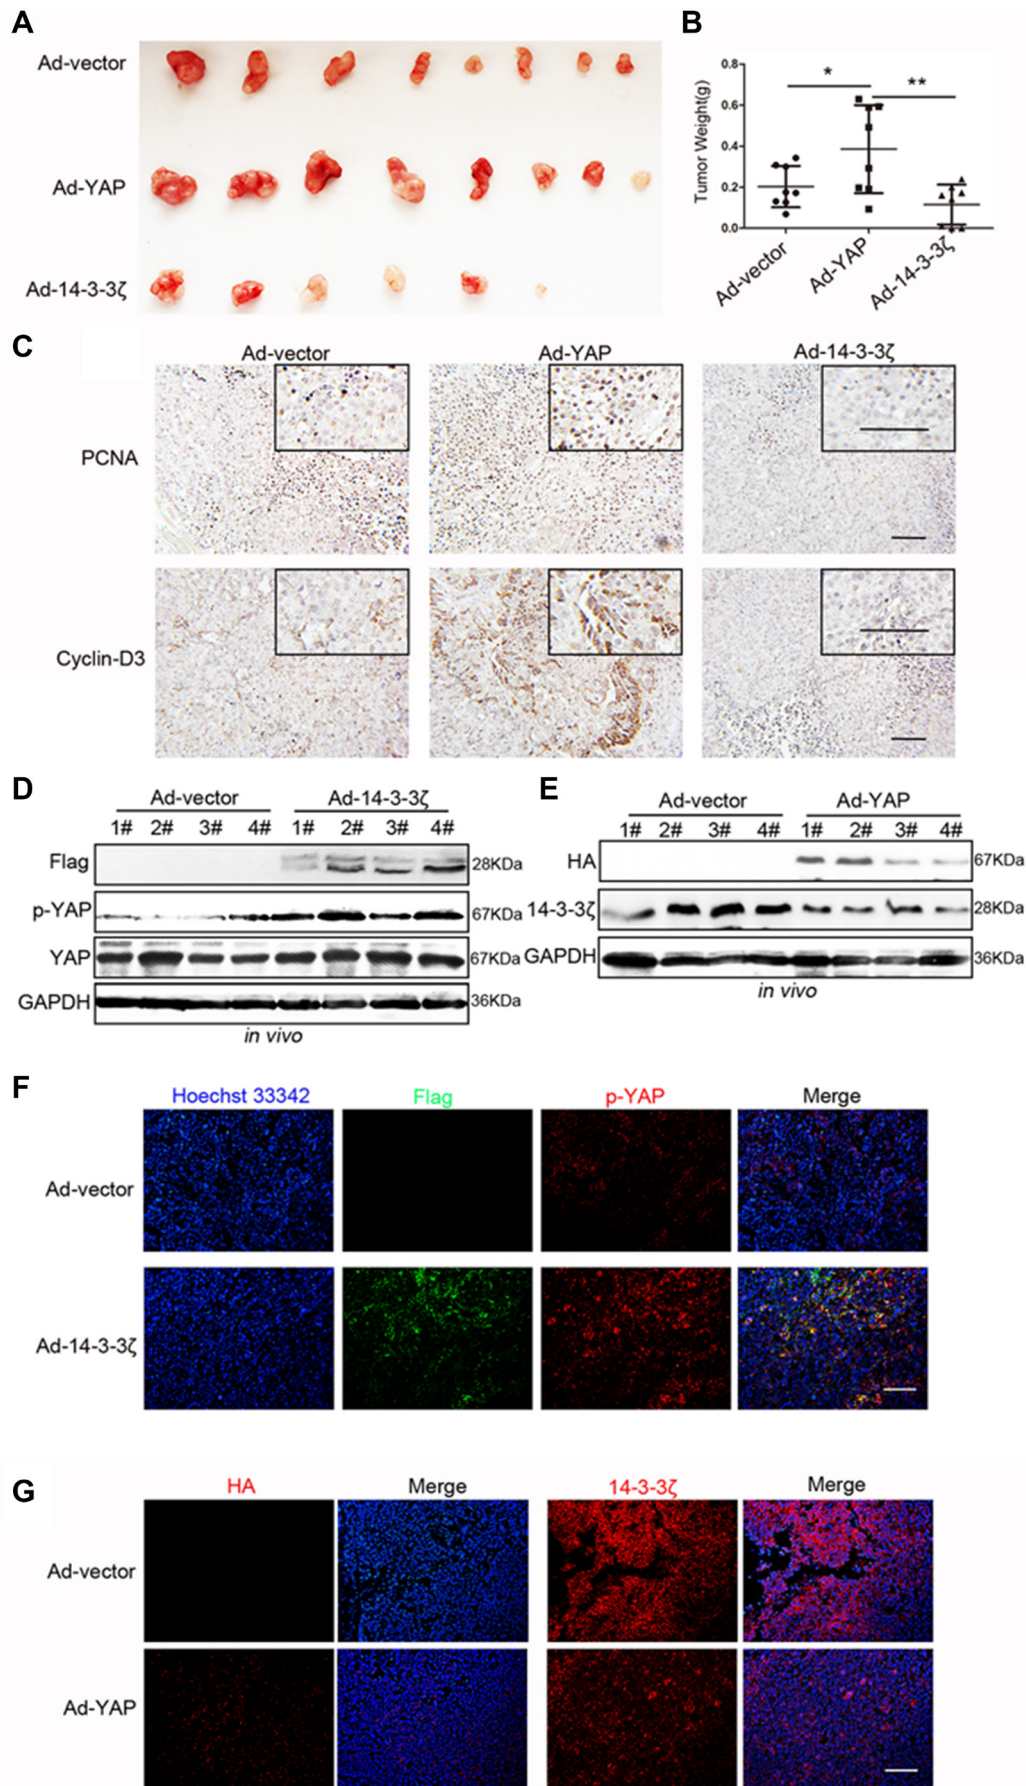 A
Ad-vector
Ad-YAP
Ad-14-3-3ζ
B
Tumor Weight(g)
0.8
0.6
0.4
0.2
0.0
*
**
Ad-vector
Ad-YAP
Ad-14-3-3ζ
C
Ad-vector Ad-YAP Ad-14-3-3ζ
PCNA
Cyclin-D3
D
Ad-vector Ad-14-3-3ζ
1# 2# 3# 4# 1# 2# 3# 4#
Flag 28KDa
p-YAP 67KDa
YAP 67KDa
GAPDH 36KDa
in vivo
E
Ad-vector Ad-YAP
1# 2# 3# 4# 1# 2# 3# 4#
HA 67KDa
14-3-3ζ 28KDa
GAPDH 36KDa
in vivo
F
Hoechst 33342 Flag p-YAP Merge
Ad-vector
Ad-14-3-3ζ
G
HA Merge 14-3-3ζ Merge
Ad-vector
Ad-YAP